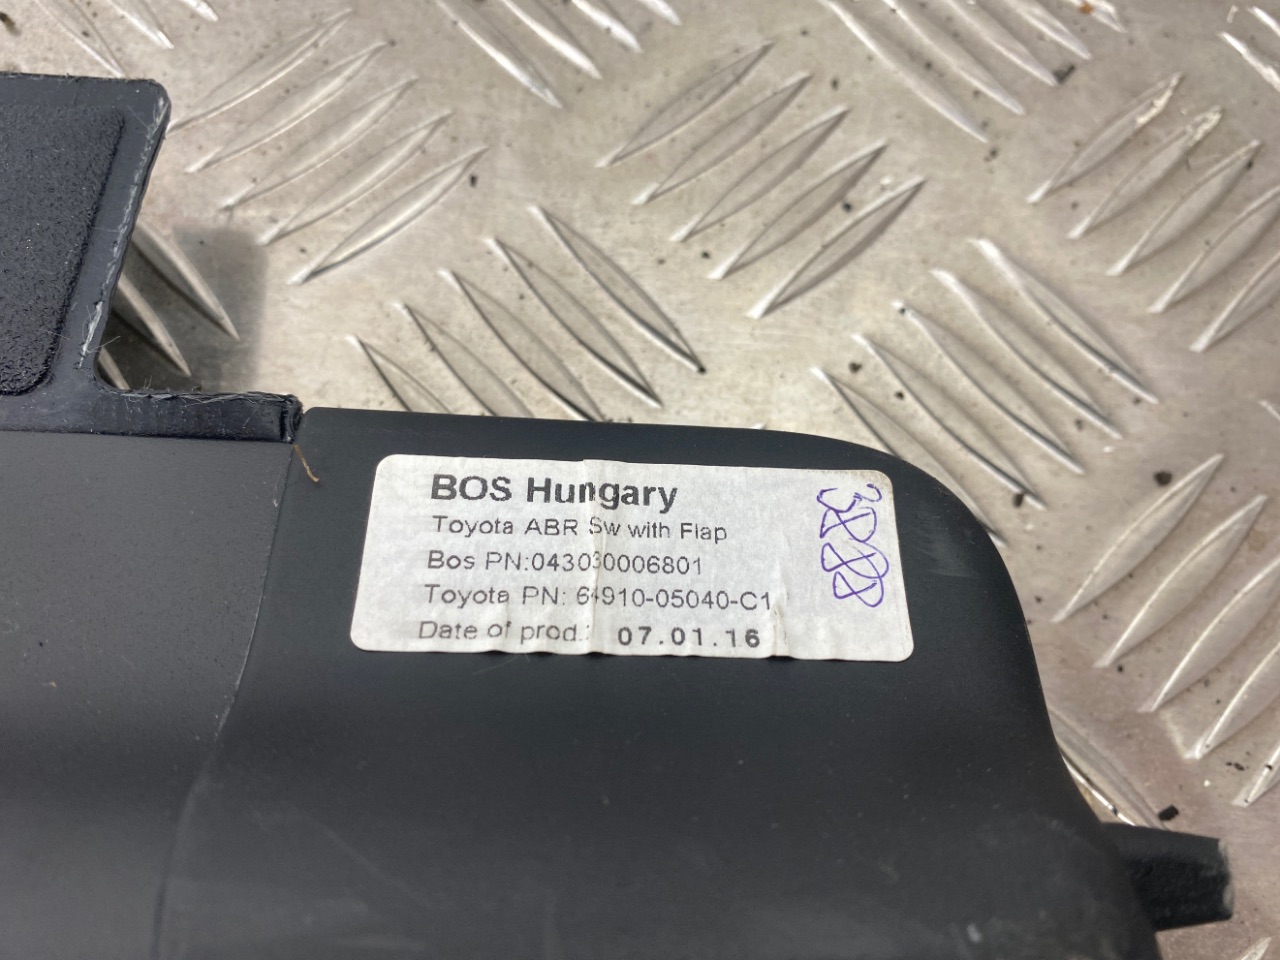 BOS Hungary
Toyota ABR Sw with Flap
Bos PN:043030006801
Toyota PN: 64910-05040-C1
Date of prod.: 07.01.16